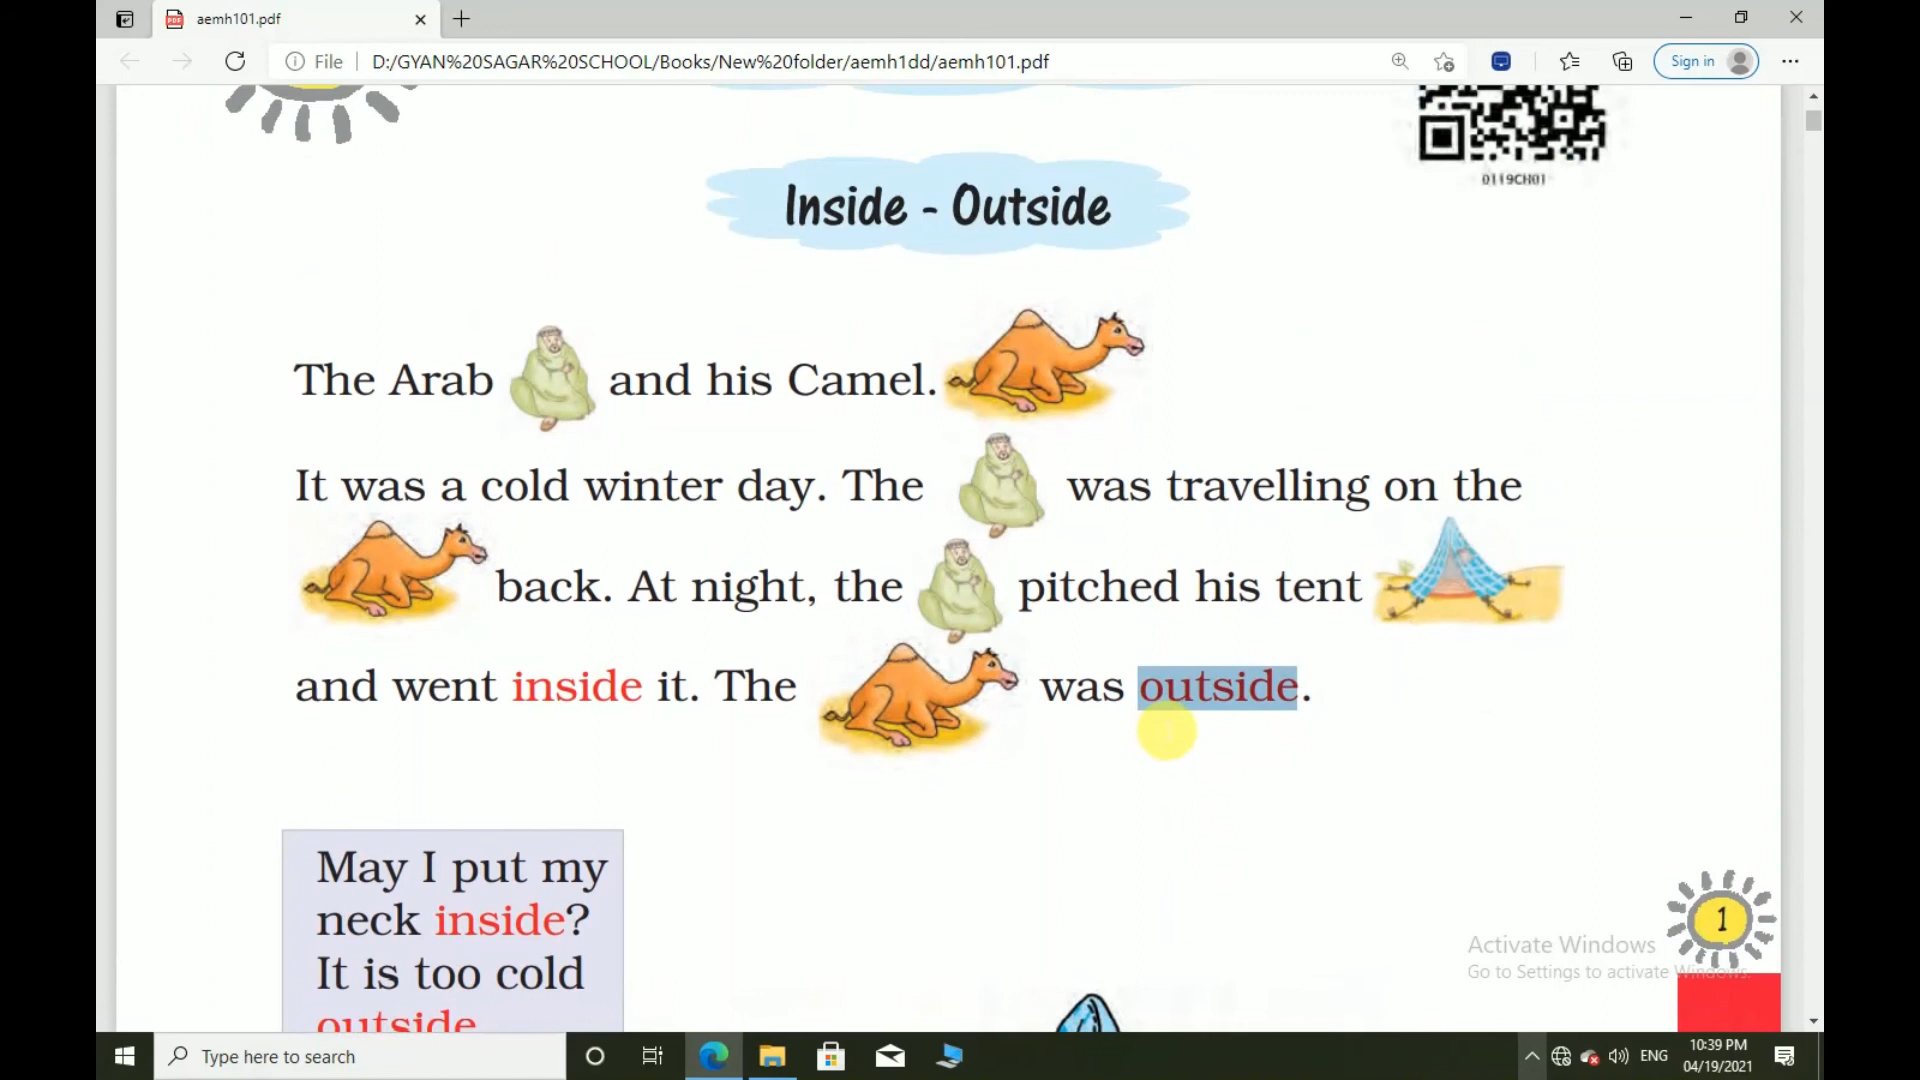 aemh101.pdf
File
D:/GYAN%20SAGAR%20SCHOOL/Books/New%20folder/aemh1dd/aemh101.pdf
Sign in
0119CH01
Inside - Outside
The Arab and his Camel.
It was a cold winter day. The was travelling on the
back. At night, the pitched his tent
and went inside it. The was outside.
May I put my
neck inside?
It is too cold
outside
1
Activate Windows
Go to Settings to activate Windows.
Type here to search
ENG
10:39 PM
04/19/2021